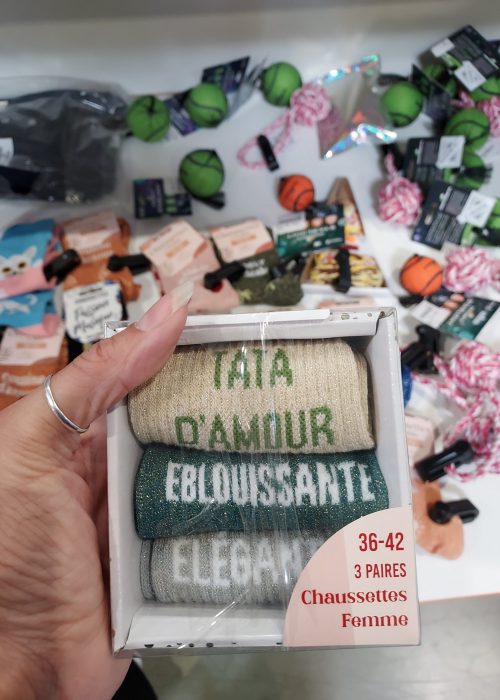 TATA
D'AMOUR
EBLOUISSANTE
36-42
3 PAIRES
Chaussettes
Femme